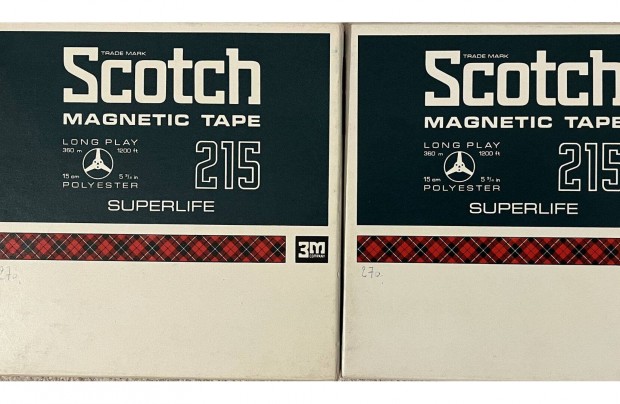 TRADE MARK
Scotch
MAGNETIC TAPE
LONG PLAY
360 m 1200 ft
15 cm 5 ¾ in
POLYESTER
215
SUPERLIFE
3M
COMPANY
270
TRADE MARK
Scotch
MAGNETIC TAPE
LONG PLAY
360 m 1200 ft
15 cm 5 ¾ in
POLYESTER
215
SUPERLIFE
270